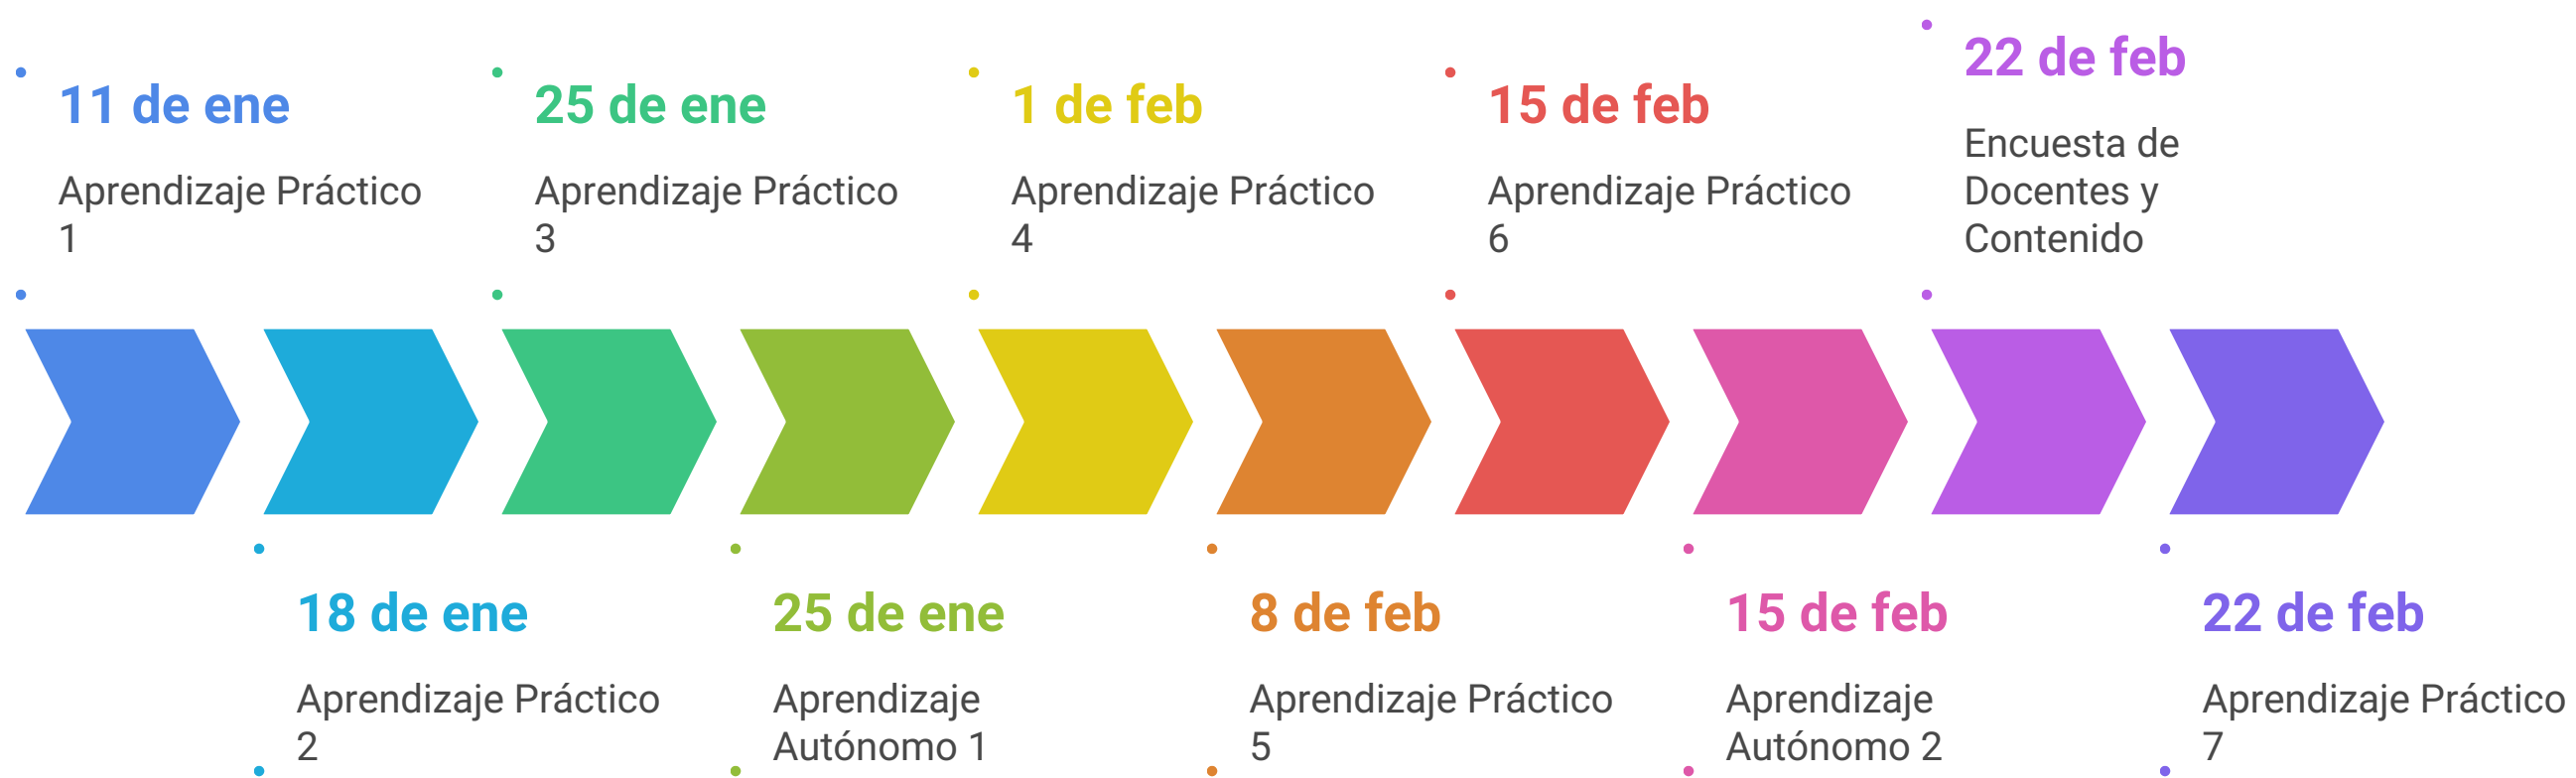 11 de ene
Aprendizaje Práctico
1
18 de ene
Aprendizaje Práctico
2
25 de ene
Aprendizaje Práctico
3
25 de ene
Aprendizaje
Autónomo 1
1 de feb
Aprendizaje Práctico
4
8 de feb
Aprendizaje Práctico
5
15 de feb
Aprendizaje Práctico
6
15 de feb
Aprendizaje
Autónomo 2
22 de feb
Encuesta de
Docentes y
Contenido
22 de feb
Aprendizaje Práctico
7